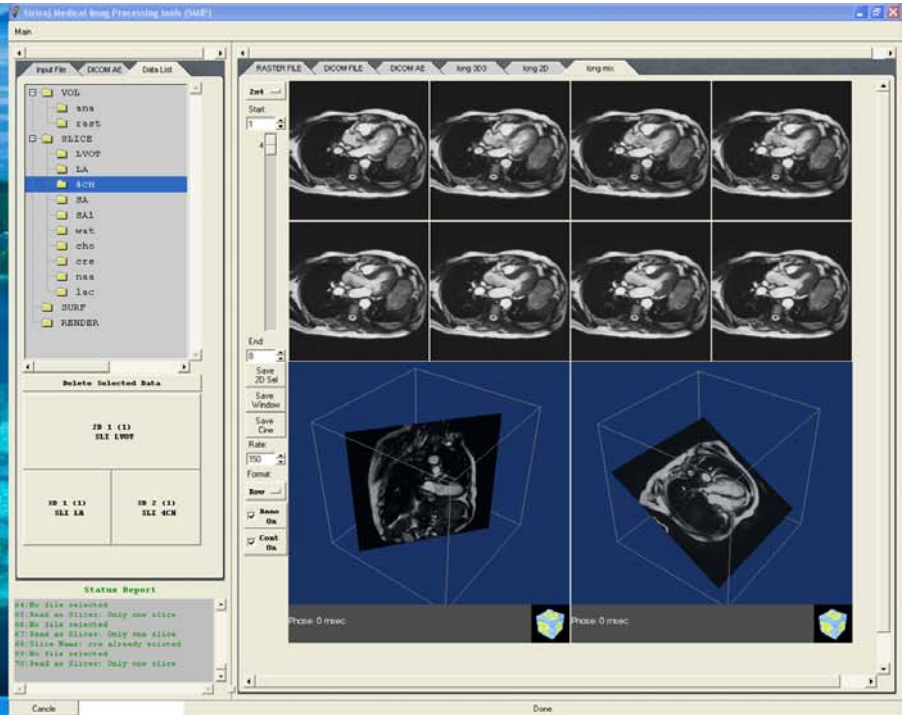 Siriraj Medical Imag Processing tools (SMIP)
Main
Input File
DICOM AE
Data List
VOL
ana
rast
SLICE
LVOT
LA
4CH
SA
SA1
wat
cho
cre
naa
lac
SURF
RENDER
Delete Selected Data
2D 1 (1)
SLI LVOT
3D 1 (1)
SLI LA
3D 2 (1)
SLI 4CH
Status Report
64:No file selected
65:Read as Slices: Only one slice
66:No file selected
67:Read as Slices: Only one slice
68:Slice Name: cre already existed
69:No file selected
70:Read as Slices: Only one slice
Cancle
RASTER FILE
DICOM FILE
DICOM AE
long 3D3
long 2D
long mix
2x4
Start:
1
4
End:
8
Save
2D Sel
Save
Window
Save
Cine
Rate:
150
Format:
Row
On
Cont
On
Phase: 0 msec
Phase: 0 msec
Done